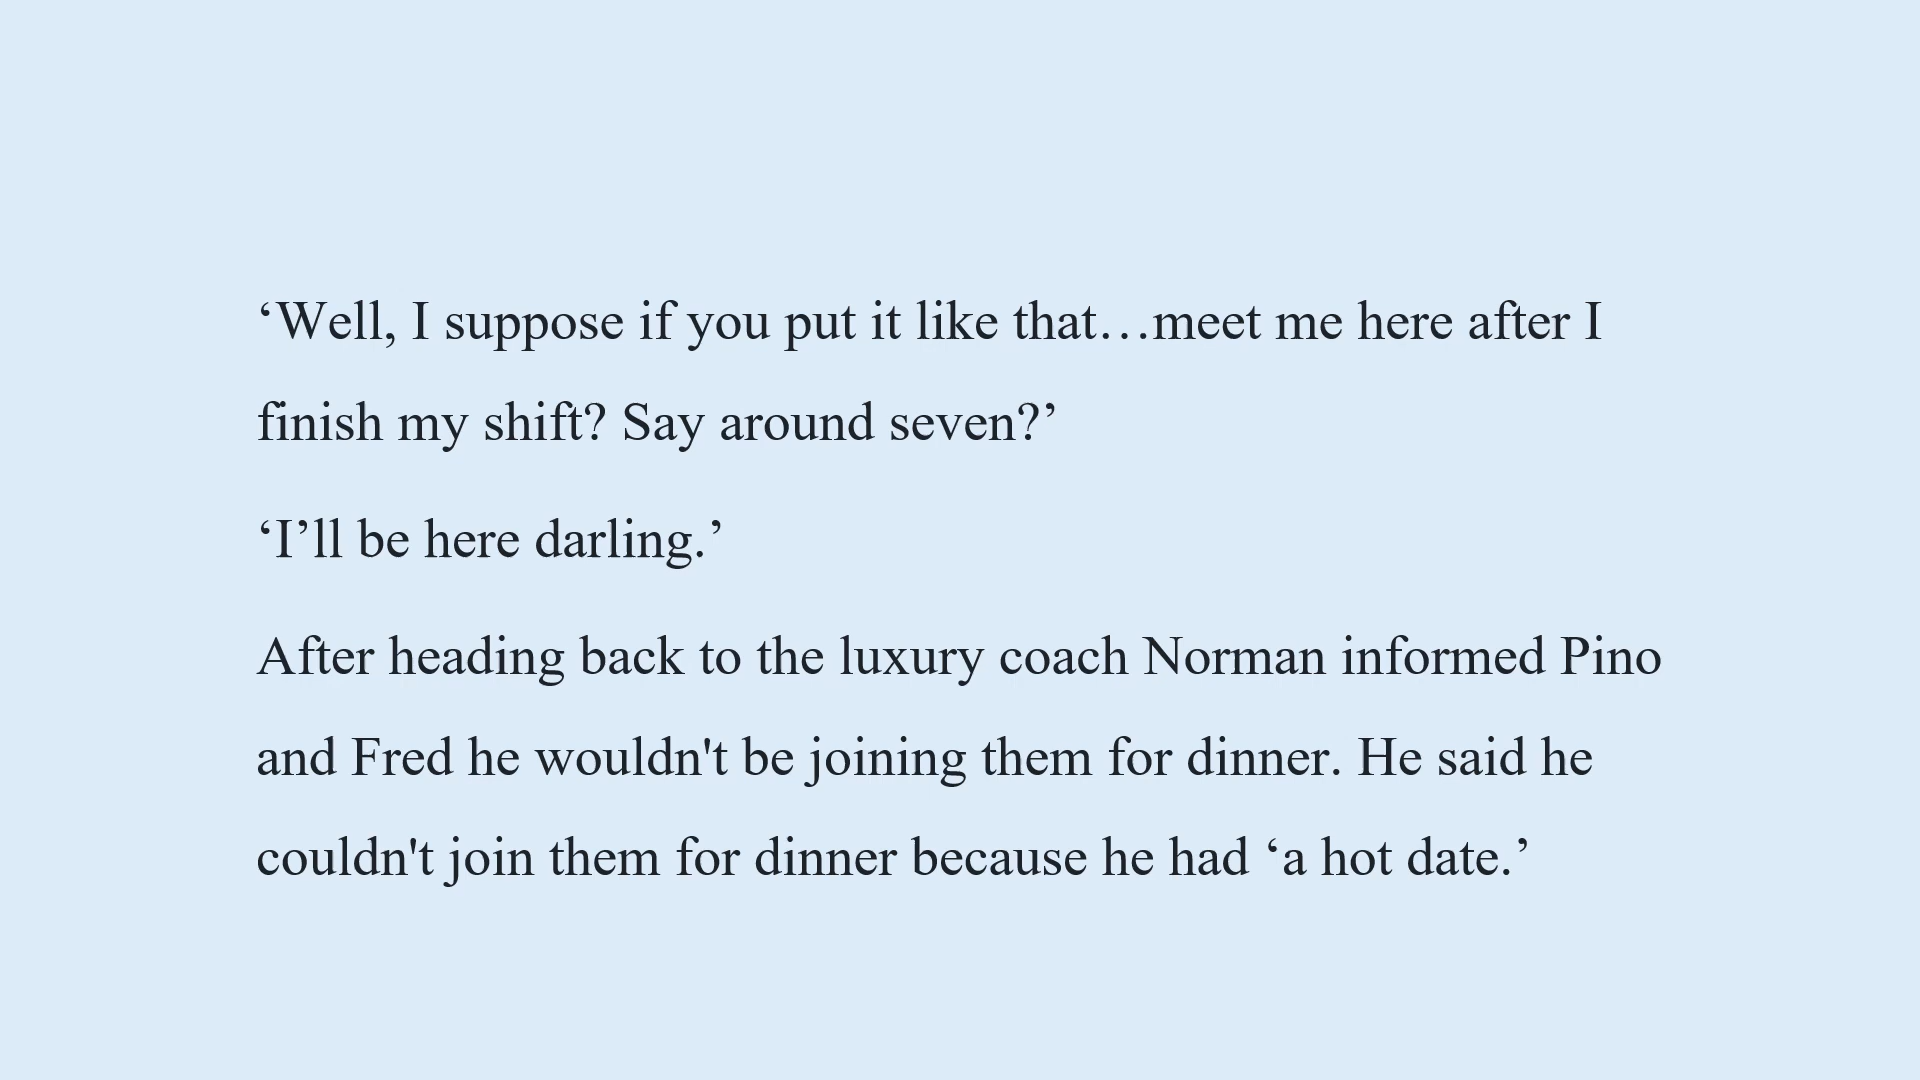 ‘Well, I suppose if you put it like that…meet me here after I
finish my shift? Say around seven?’
‘I’ll be here darling.’
After heading back to the luxury coach Norman informed Pino
and Fred he wouldn't be joining them for dinner. He said he
couldn't join them for dinner because he had ‘a hot date.’